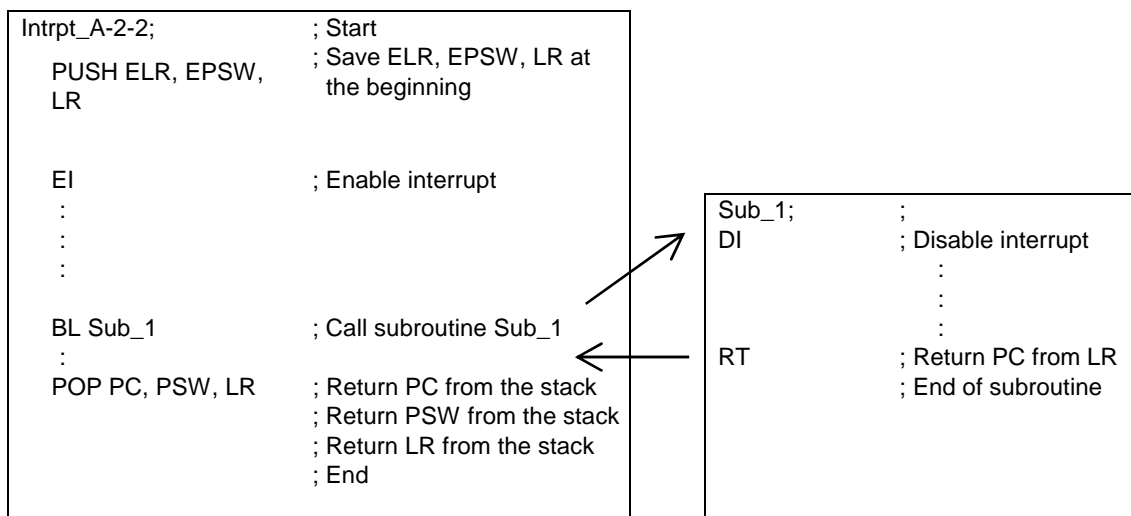 Intrpt_A-2-2; ; Start
PUSH ELR, EPSW, ; Save ELR, EPSW, LR at
LR the beginning
EI ; Enable interrupt
:
:
:
BL Sub_1 ; Call subroutine Sub_1
:
POP PC, PSW, LR ; Return PC from the stack
; Return PSW from the stack
; Return LR from the stack
; End
Sub_1; ;
DI ; Disable interrupt
:
:
:
RT ; Return PC from LR
; End of subroutine